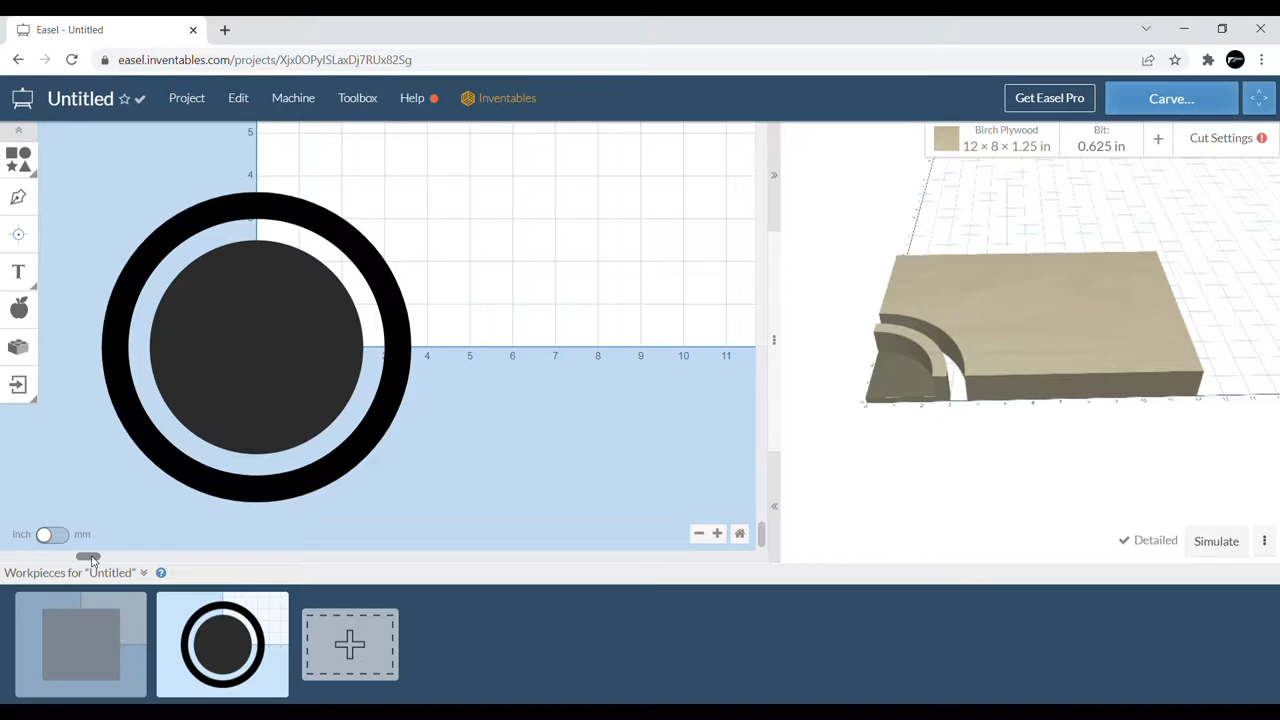 Easel - Untitled
easel.inventables.com/projects/Xjx0OPyISLaxDj7RUx82Sg
Untitled
Project
Edit
Machine
Toolbox
Help
Inventables
Get Easel Pro
Carve...
Birch Plywood
12 × 8 × 1.25 in
Bit:
0.625 in
Cut Settings
T
5
4
4 5 6 7 8 9 10 11
Inch
mm
Detailed
Simulate
Workpieces for "Untitled"